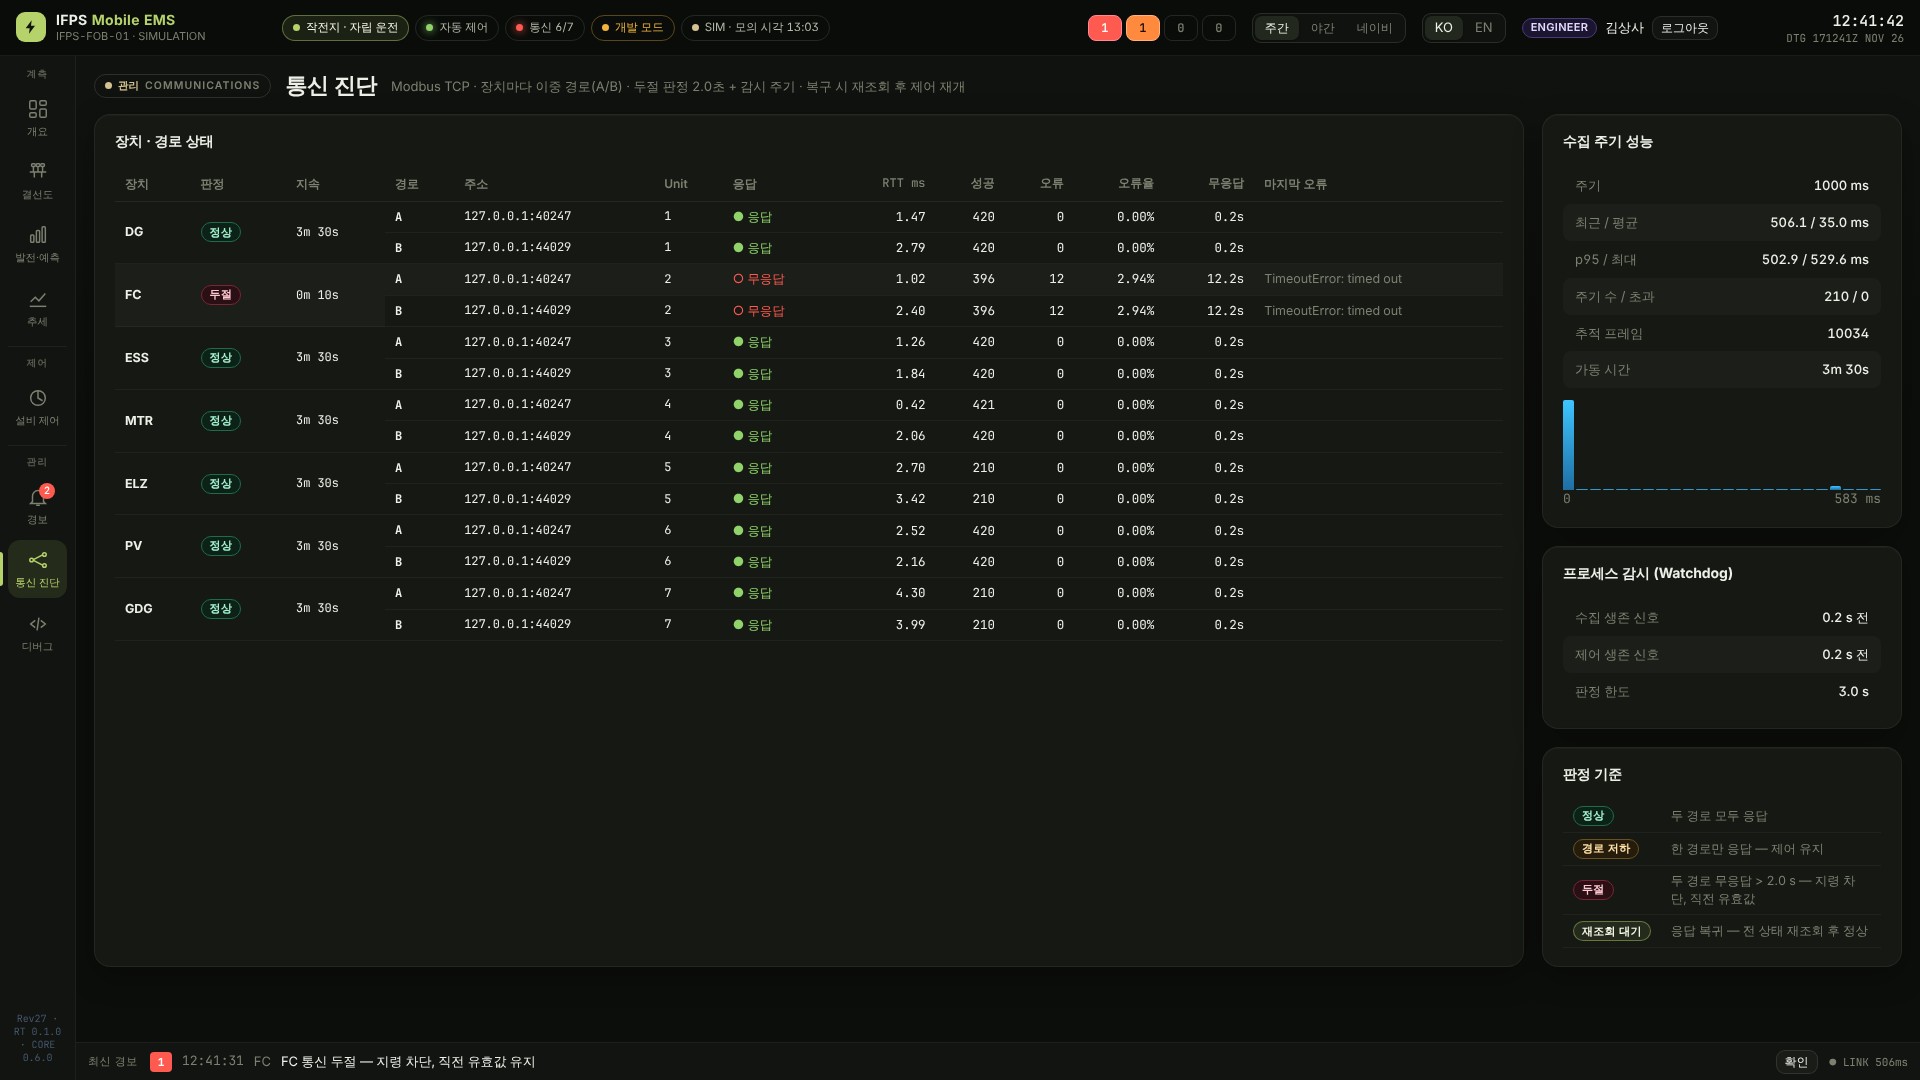 IFPS Mobile EMS
IFPS-FOB-01 · SIMULATION
작전지 · 자립 운전
자동 제어
통신 6/7
개발 모드
SIM · 모의 시각 13:03
1 1 0 0
주간 야간 네이비
KO EN
ENGINEER 김상사 로그아웃
12:41:42
DTG 171241Z NOV 26
계측
개요
결선도
발전·예측
추세
제어
설비 제어
관리
2
경보
통신 진단
디버그
Rev27 ·
RT 0.1.0
· CORE
0.6.0
관리 COMMUNICATIONS
통신 진단
Modbus TCP · 장치마다 이중 경로(A/B) · 두절 판정 2.0초 + 감시 주기 · 복구 시 재조회 후 제어 재개
장치 · 경로 상태
장치 판정 지속 경로 주소 Unit 응답 RTT ms 성공 오류 오류율 무응답 마지막 오류
DG 정상 3m 30s
A 127.0.0.1:40247 1 응답 1.47 420 0 0.00% 0.2s
B 127.0.0.1:44029 1 응답 2.79 420 0 0.00% 0.2s
FC 두절 0m 10s
A 127.0.0.1:40247 2 무응답 1.02 396 12 2.94% 12.2s TimeoutError: timed out
B 127.0.0.1:44029 2 무응답 2.40 396 12 2.94% 12.2s TimeoutError: timed out
ESS 정상 3m 30s
A 127.0.0.1:40247 3 응답 1.26 420 0 0.00% 0.2s
B 127.0.0.1:44029 3 응답 1.84 420 0 0.00% 0.2s
MTR 정상 3m 30s
A 127.0.0.1:40247 4 응답 0.42 421 0 0.00% 0.2s
B 127.0.0.1:44029 4 응답 2.06 420 0 0.00% 0.2s
ELZ 정상 3m 30s
A 127.0.0.1:40247 5 응답 2.70 210 0 0.00% 0.2s
B 127.0.0.1:44029 5 응답 3.42 210 0 0.00% 0.2s
PV 정상 3m 30s
A 127.0.0.1:40247 6 응답 2.52 420 0 0.00% 0.2s
B 127.0.0.1:44029 6 응답 2.16 420 0 0.00% 0.2s
GDG 정상 3m 30s
A 127.0.0.1:40247 7 응답 4.30 210 0 0.00% 0.2s
B 127.0.0.1:44029 7 응답 3.99 210 0 0.00% 0.2s
수집 주기 성능
주기 1000 ms
최근 / 평균 506.1 / 35.0 ms
p95 / 최대 502.9 / 529.6 ms
주기 수 / 초과 210 / 0
추적 프레임 10034
가동 시간 3m 30s
0 583 ms
프로세스 감시 (Watchdog)
수집 생존 신호 0.2 s 전
제어 생존 신호 0.2 s 전
판정 한도 3.0 s
판정 기준
정상 두 경로 모두 응답
경로 저하 한 경로만 응답 — 제어 유지
두절 두 경로 무응답 > 2.0 s — 지령 차
단, 직전 유효값
재조회 대기 응답 복귀 — 전 상태 재조회 후 정상
최신 경보 1 12:41:31 FC FC 통신 두절 — 지령 차단, 직전 유효값 유지
확인 LINK 506ms